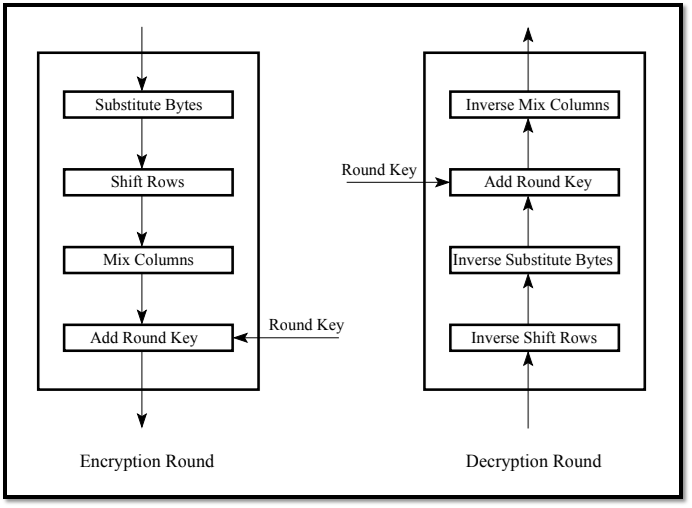 Substitute Bytes
Shift Rows
Mix Columns
Add Round Key
Round Key
Encryption Round
Inverse Mix Columns
Round Key
Add Round Key
Inverse Substitute Bytes
Inverse Shift Rows
Decryption Round